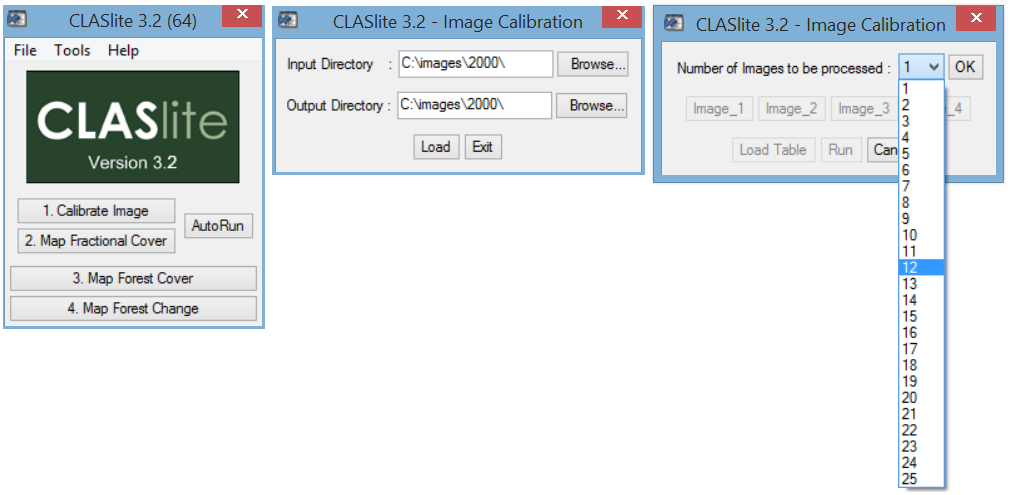 CLASlite 3.2 (64)
File Tools Help
CLASlite
Version 3.2
1. Calibrate Image
2. Map Fractional Cover
AutoRun
3. Map Forest Cover
4. Map Forest Change
CLASlite 3.2 - Image Calibration
Input Directory : C:\images\2000\ Browse...
Output Directory : C:\images\2000\ Browse...
Load Exit
CLASlite 3.2 - Image Calibration
Number of Images to be processed : 1 OK
Image_1 Image_2 Image_3 _4
Load Table Run Can
1
2
3
4
5
6
7
8
9
10
11
12
13
14
15
16
17
18
19
20
21
22
23
24
25